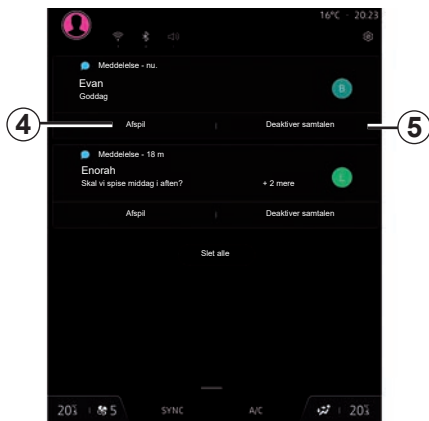 16°C - 20:23
Meddelelse - nu.
Evan
Goddag
B
4
Afspil
Deaktiver samtalen
5
Meddelelse - 18 m
Enorah
Skal vi spise middag i aften?
+ 2 mere
L
Afspil
Deaktiver samtalen
Slet alle
20 5
SYNC
A/C
20